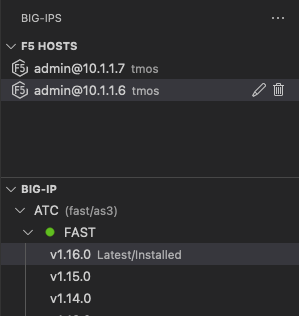 BIG-IPS
F5 HOSTS
admin@10.1.1.7 tmos
admin@10.1.1.6 tmos
BIG-IP
ATC (fast/as3)
FAST
v1.16.0 Latest/Installed
v1.15.0
v1.14.0